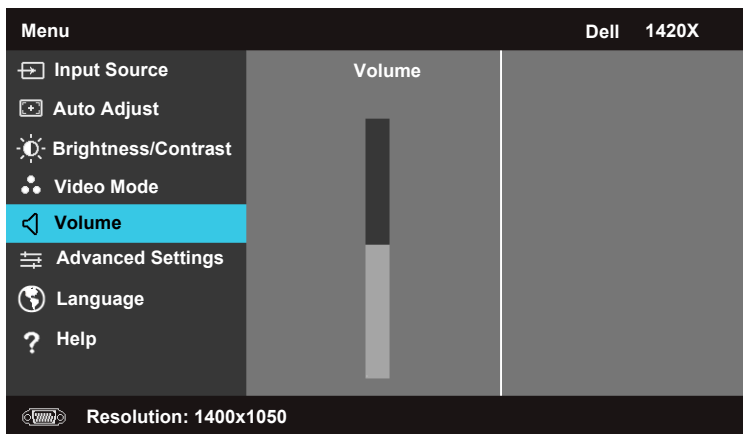 Menu Dell 1420X
Input Source
Auto Adjust
Brightness/Contrast
Video Mode
Volume
Advanced Settings
Language
? Help
Volume
Resolution: 1400x1050